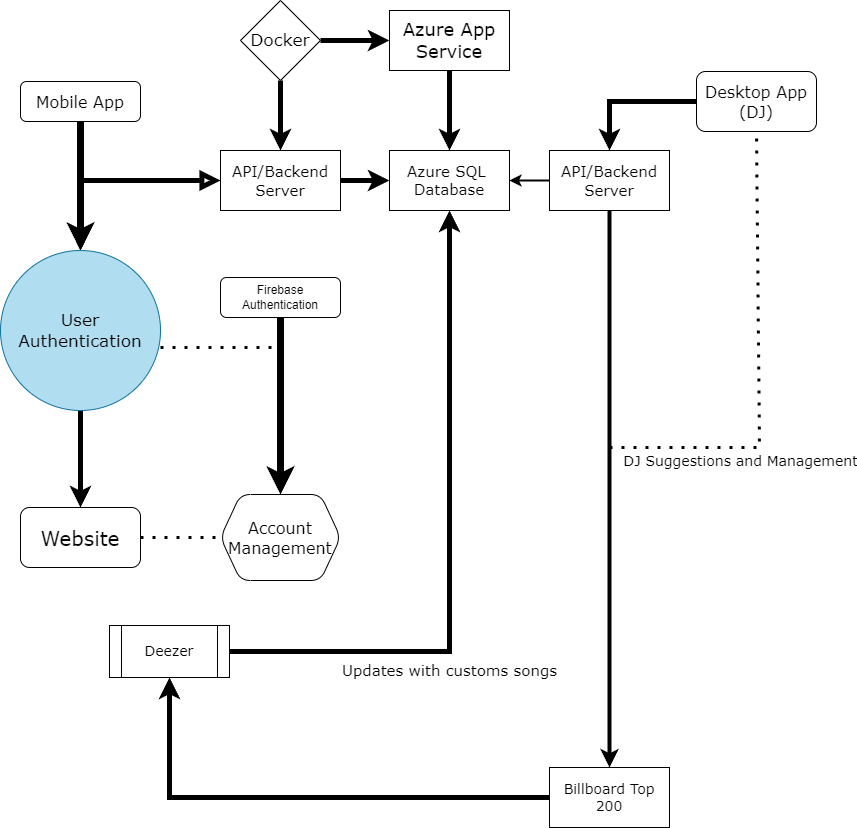 Docker
Azure App
Service
Mobile App
Desktop App
(DJ)
API/Backend
Server
Azure SQL
Database
API/Backend
Server
User
Authentication
Firebase
Authentication
DJ Suggestions and Management
Website
Account
Management
Deezer
Updates with customs songs
Billboard Top
200